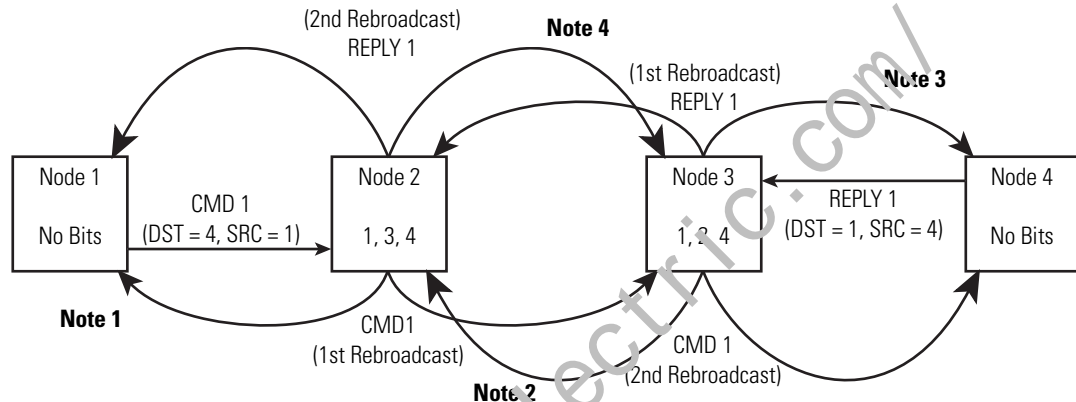 (2nd Rebroadcast)
REPLY 1
Note 4
(1st Rebroadcast)
REPLY 1
Note 3
Node 1
No Bits
CMD 1
(DST = 4, SRC = 1)
Node 2
1, 3, 4
Node 3
1, 2, 4
REPLY 1
(DST = 1, SRC = 4)
Node 4
No Bits
Note 1
CMD1
(1st Rebroadcast)
Note 2
CMD 1
(2nd Rebroadcast)
lectric.com/